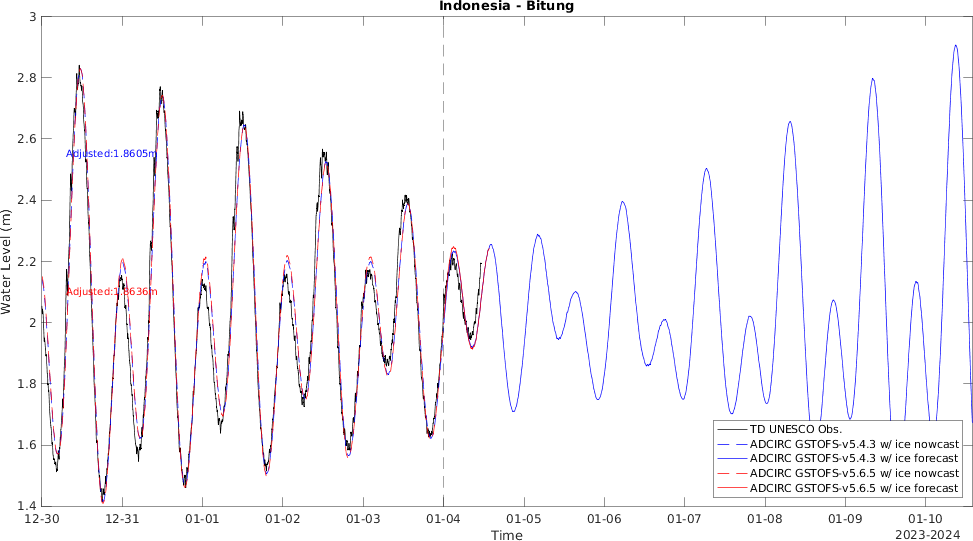 Indonesia - Bitung
3
2.8
2.6
2.4
2.2
2
1.8
1.6
1.4
Water Level (m)
Adjusted:1.8605m
Adjusted:1.8636m
TD UNESCO Obs.
ADCIRC GSTOFS-v5.4.3 w/ ice nowcast
ADCIRC GSTOFS-v5.4.3 w/ ice forecast
ADCIRC GSTOFS-v5.6.5 w/ ice nowcast
ADCIRC GSTOFS-v5.6.5 w/ ice forecast
12-30 12-31 01-01 01-02 01-03 01-04 01-05 01-06 01-07 01-08 01-09 01-10
Time
2023-2024